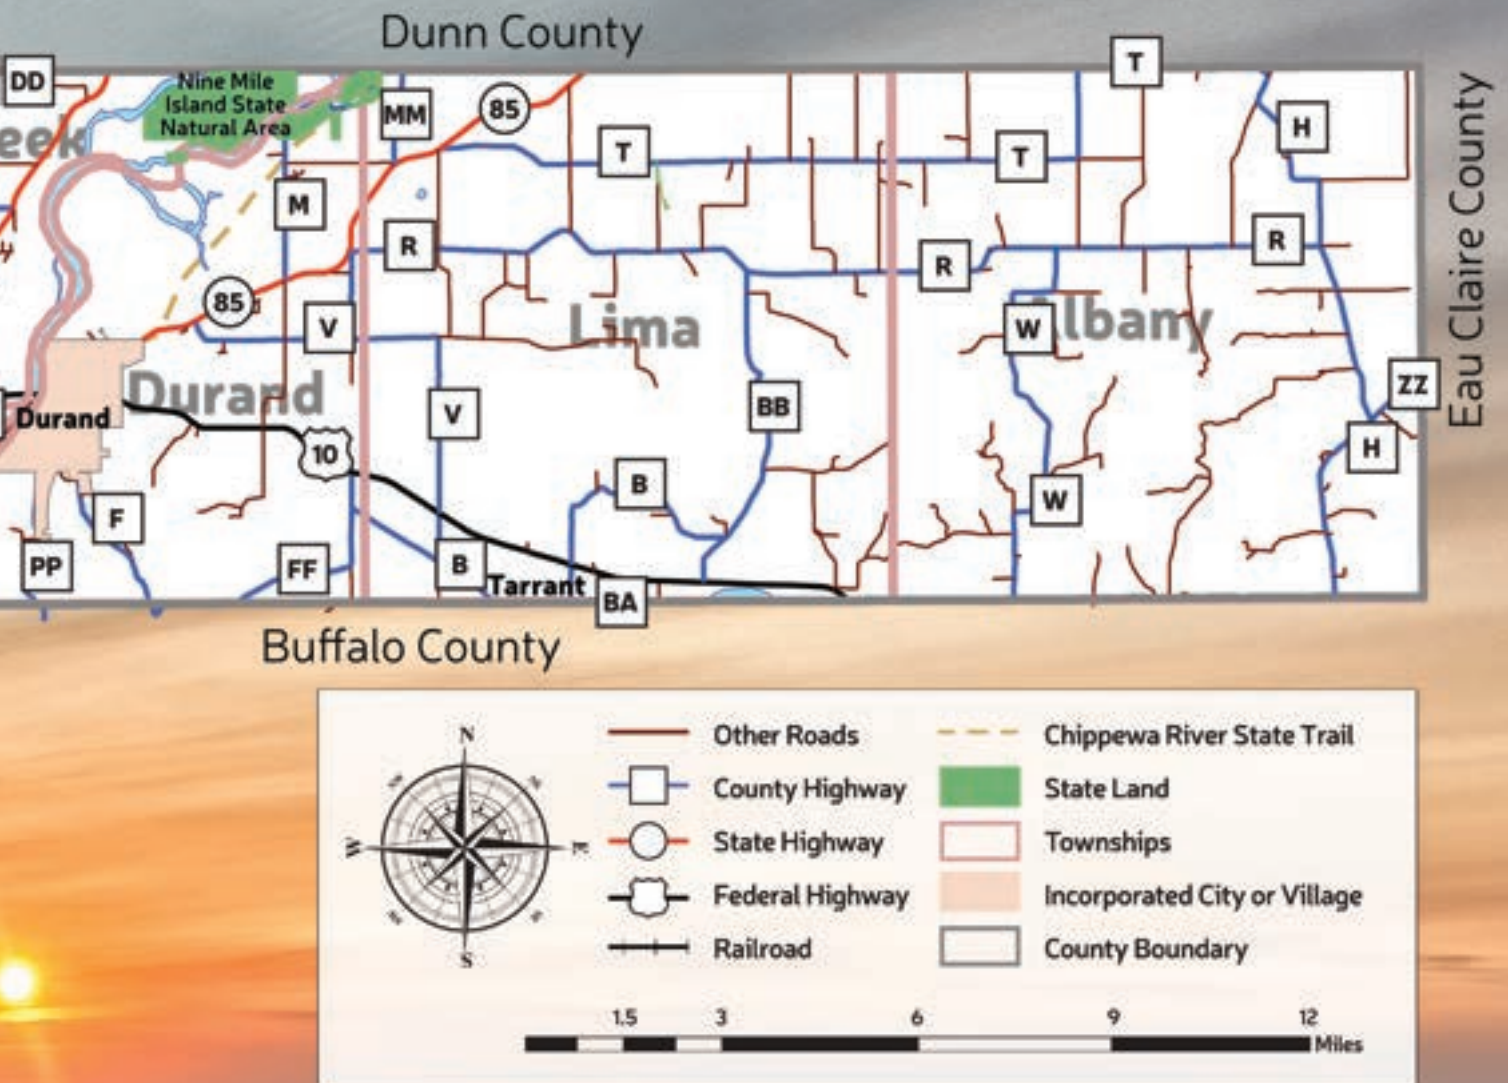 Dunn County
T
DD
Nine Mile
Island State
Natural Area
MM
85
eek
T
T
H
M
R
R
R
85
V
Lima
W
Albany
Eau Claire County
Durand
Durand
V
BB
ZZ
10
B
H
F
W
PP
FF
B
Tarrant
BA
Buffalo County
N
W
E
S
Other Roads
County Highway
State Highway
Federal Highway
Railroad
Chippewa River State Trail
State Land
Townships
Incorporated City or Village
County Boundary
1.5 3 6 9 12
Miles